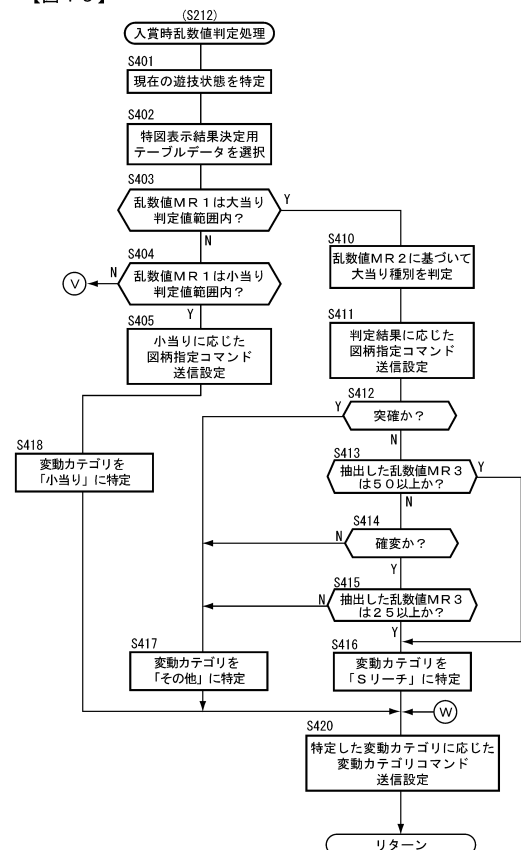 (S212)
入賞時乱数値判定処理
S401
現在の遊技状態を特定
S402
特図表示結果決定用
テーブルデータを選択
S403
乱数値MR1は大当り
判定値範囲内?
Y
N
S404
乱数値MR1は小当り
判定値範囲内?
N
V
Y
S405
小当りに応じた
図柄指定コマンド
送信設定
S410
乱数値MR2に基づいて
大当り種別を判定
S411
判定結果に応じた
図柄指定コマンド
送信設定
S412
突確か?
Y
N
S418
変動カテゴリを
「小当り」に特定
S413
抽出した乱数値MR3
は50以上か?
Y
N
S414
確変か?
N
Y
S415
抽出した乱数値MR3
は25以上か?
N
Y
S417
変動カテゴリを
「その他」に特定
S416
変動カテゴリを
「Sリーチ」に特定
W
S420
特定した変動カテゴリに応じた
変動カテゴリコマンド
送信設定
リターン